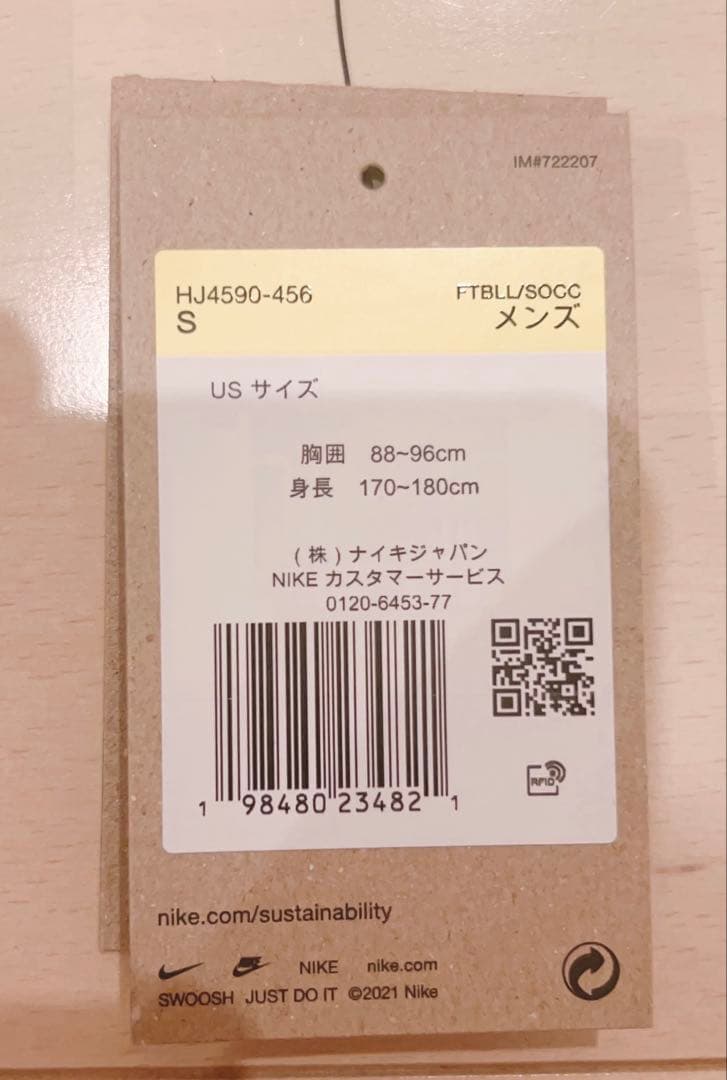 IM#722207
HJ4590-456
FTBLL/SOCC
S
メンズ
US サイズ
胸囲 88~96cm
身長 170~180cm
(株)ナイキジャパン
NIKE カスタマーサービス
0120-6453-77
1 98480 23482 1
RFID
nike.com/sustainability
NIKE nike.com
SWOOSH JUST DO IT ©2021 Nike